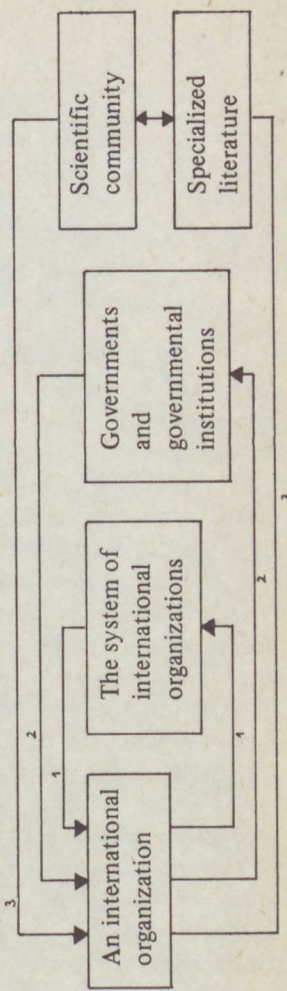 3
2
1
An international
organization
The system of
international
organizations
Governments
and
governmental
institutions
Scientific
community
Specialized
literature
1
2
3